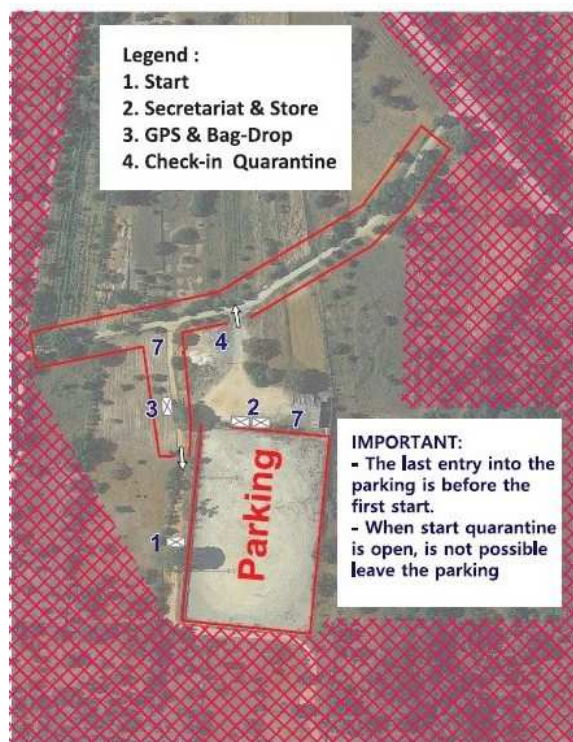 Legend :
1. Start
2. Secretariat & Store
3. GPS & Bag-Drop
4. Check-in Quarantine
7
4
3
2
7
Parking
1
IMPORTANT:
- The last entry into the
parking is before the
first start.
- When start quarantine
is open, is not possible
leave the parking